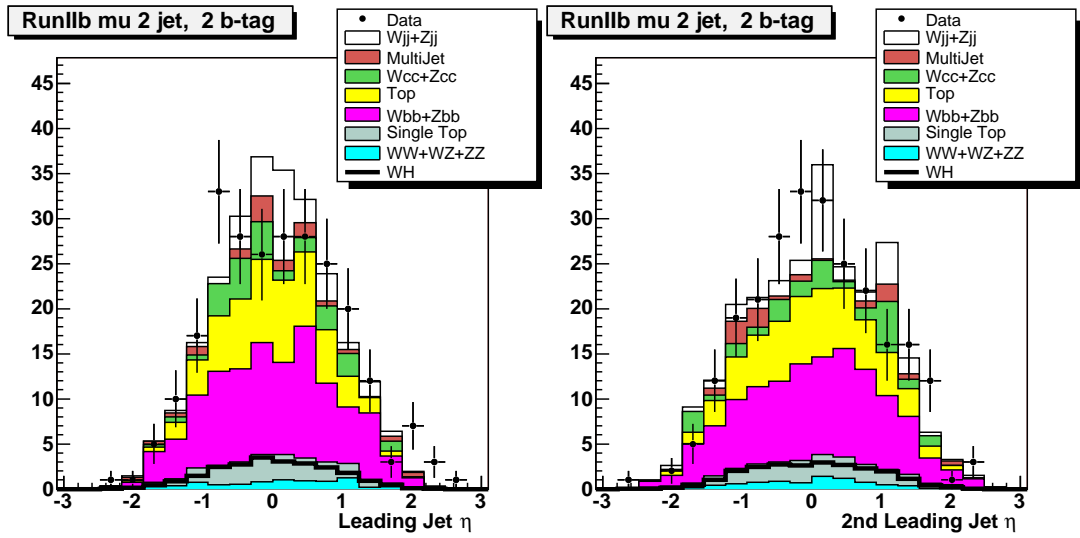 RunIIb mu 2 jet, 2 b-tag
Data
Wjj+Zjj
MultiJet
Wcc+Zcc
Top
Wbb+Zbb
Single Top
WW+WZ+ZZ
WH
45
40
35
30
25
20
15
10
5
0
-3 -2 -1 0 1 2 3
Leading Jet η
RunIIb mu 2 jet, 2 b-tag
Data
Wjj+Zjj
MultiJet
Wcc+Zcc
Top
Wbb+Zbb
Single Top
WW+WZ+ZZ
WH
45
40
35
30
25
20
15
10
5
0
-3 -2 -1 0 1 2 3
2nd Leading Jet η